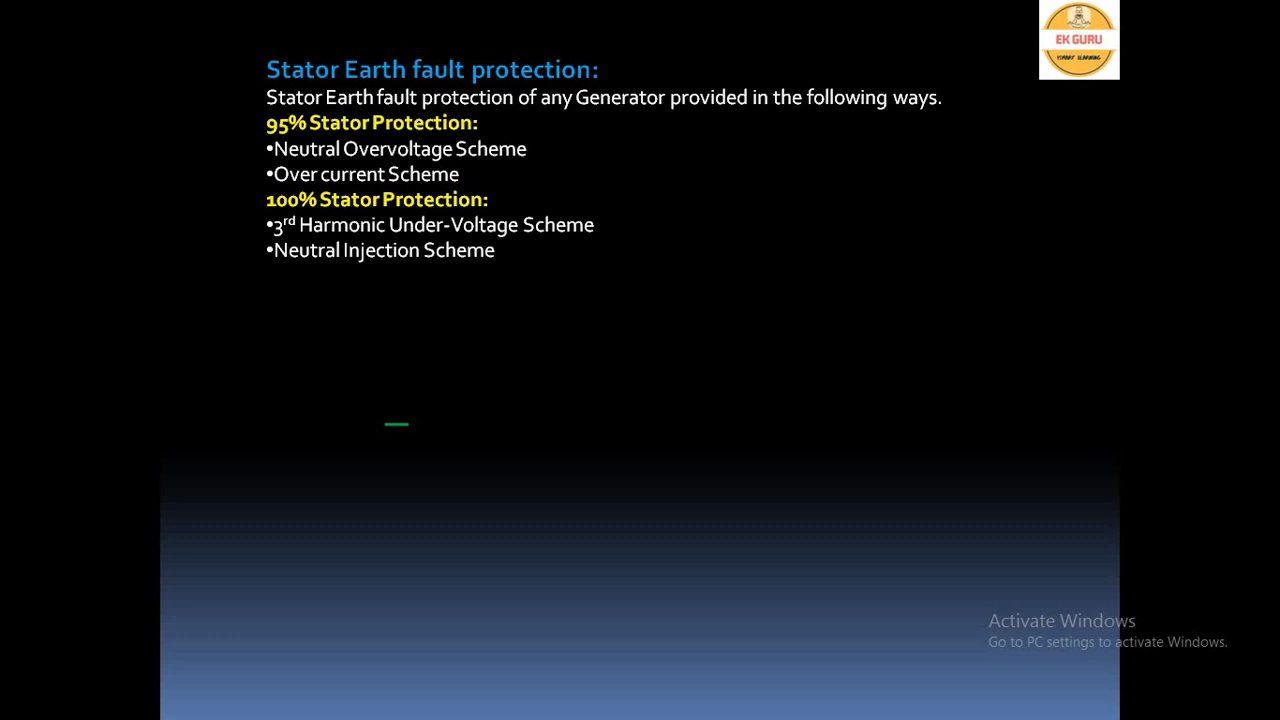 EK GURU
SMART LEARNING
Stator Earth fault protection:
Stator Earth fault protection of any Generator provided in the following ways.
95% Stator Protection:
•Neutral Overvoltage Scheme
•Over current Scheme
100% Stator Protection:
•3rd Harmonic Under-Voltage Scheme
•Neutral Injection Scheme
Activate Windows
Go to PC settings to activate Windows.